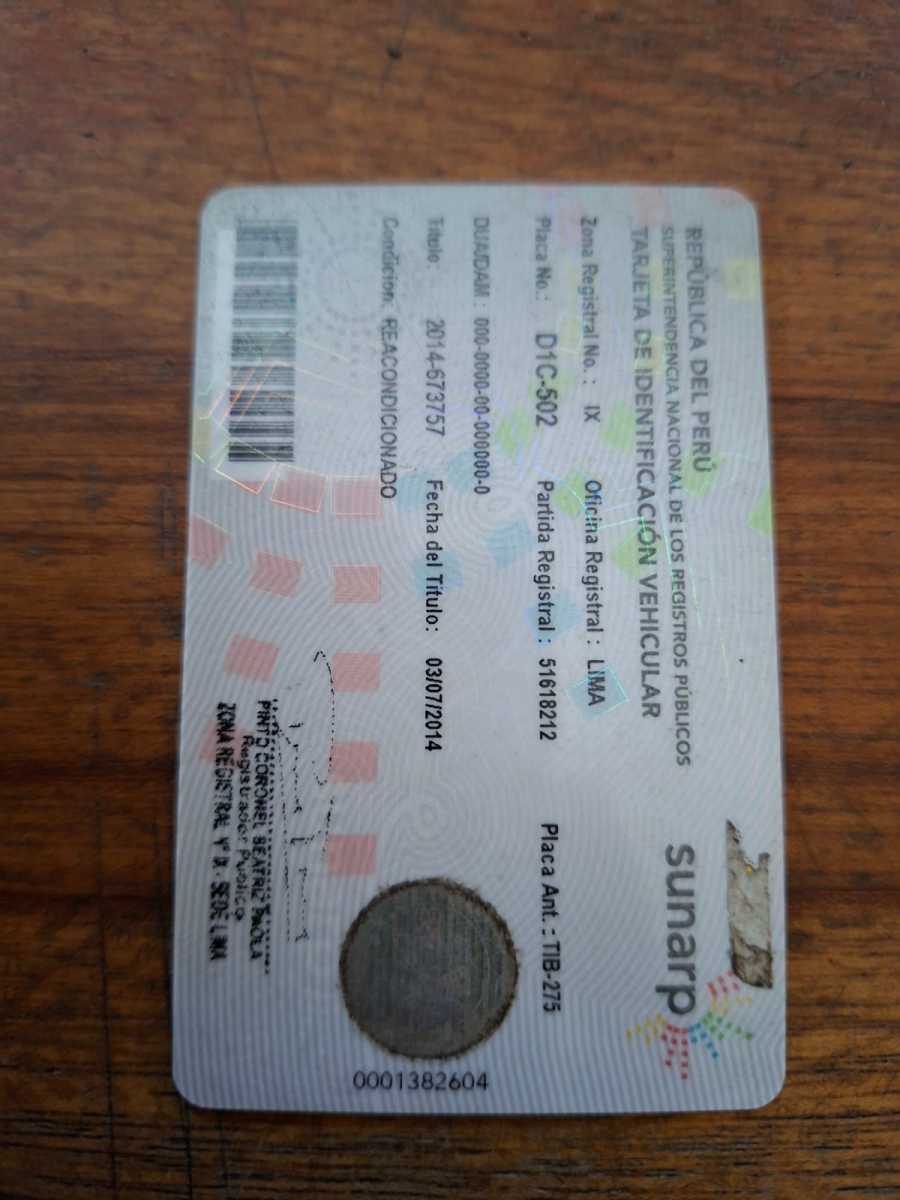 REPÚBLICA DEL PERÚ
SUPERINTENDENCIA NACIONAL DE LOS REGISTROS PÚBLICOS
TARJETA DE IDENTIFICACIÓN VEHICULAR
sunarp
Zona Registral No. : IX Oficina Registral : LIMA
Placa No.: D1C-502 Partida Registral : 51618212 Placa Ant. : TIB-275
DUA/DAM : 000-0000-00-000000-0
Titulo: 2014-673757 Fecha del Titulo: 03/07/2014
Condicion: REACONDICIONADO
PINTO CORONEL BEATRIZ PAOLA
Registrador Público
ZONA REGISTRAL Nº IX - SEDE LIMA
0001382604